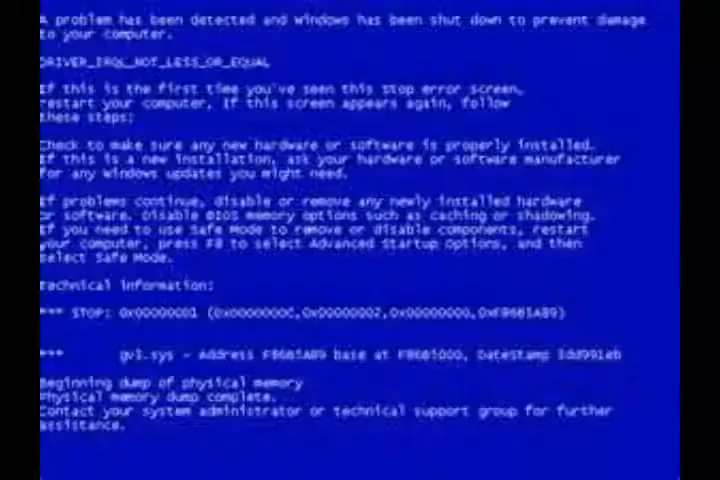 A problem has been detected and windows has been shut down to prevent damage
to your computer.
DRIVER_IRQL_NOT_LESS_OR_EQUAL
If this is the first time you've seen this Stop error screen,
restart your computer, If this screen appears again, follow
these steps:
Check to make sure any new hardware or software is properly installed.
If this is a new installation, ask your hardware or software manufacturer
for any windows updates you might need.
If problems continue, disable or remove any newly installed hardware
or software. Disable BIOS memory options such as caching or shadowing.
If you need to use Safe Mode to remove or disable components, restart
your computer, press F8 to select Advanced Startup Options, and then
select Safe Mode.
Technical information:
*** STOP: 0x00000001 (0x0000000C,0x00000002,0x00000000,0xF8685A89)
*** gv3.sys - Address F8685A89 base at F8685000, Datestamp 3dd991eb
Beginning dump of physical memory
Physical memory dump complete.
Contact your system administrator or technical support group for further
assistance.